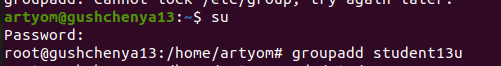 groupadd: cannot lock /etc/group; try again later.
artyom@gushchenya13:~$ su
Password:
root@gushchenya13:/home/artyom# groupadd student13u